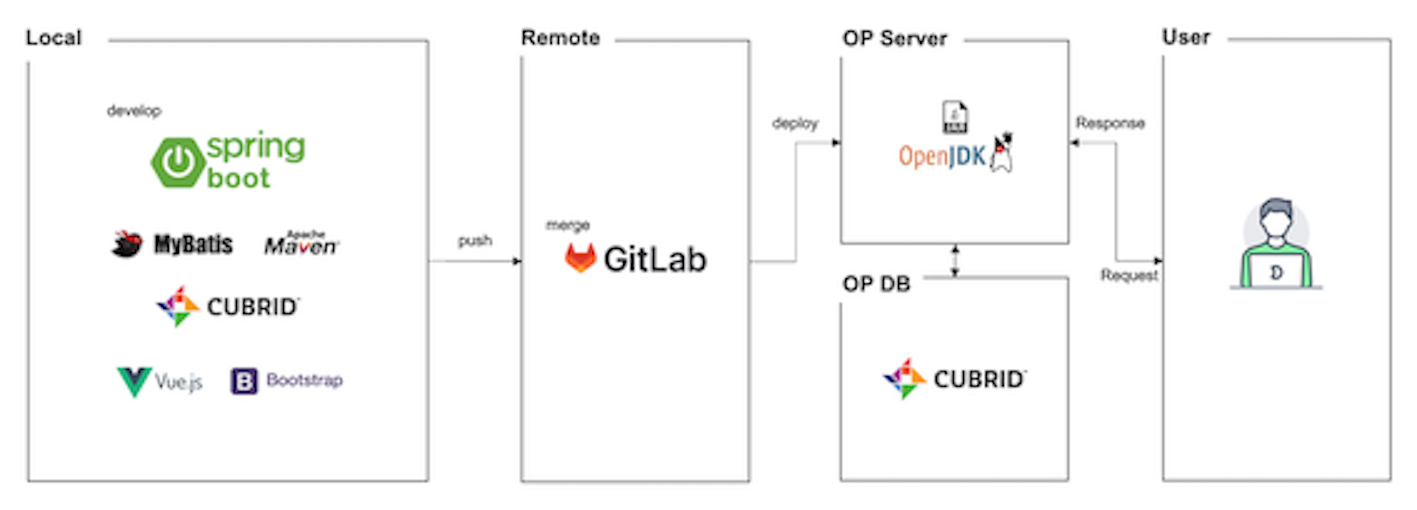 Local
develop
spring
boot
MyBatis
Apache
Maven
CUBRID
Vue.js
Bootstrap
push
Remote
merge
GitLab
deploy
OP Server
JAR
OpenJDK
OP DB
CUBRID
Response
Request
User
D